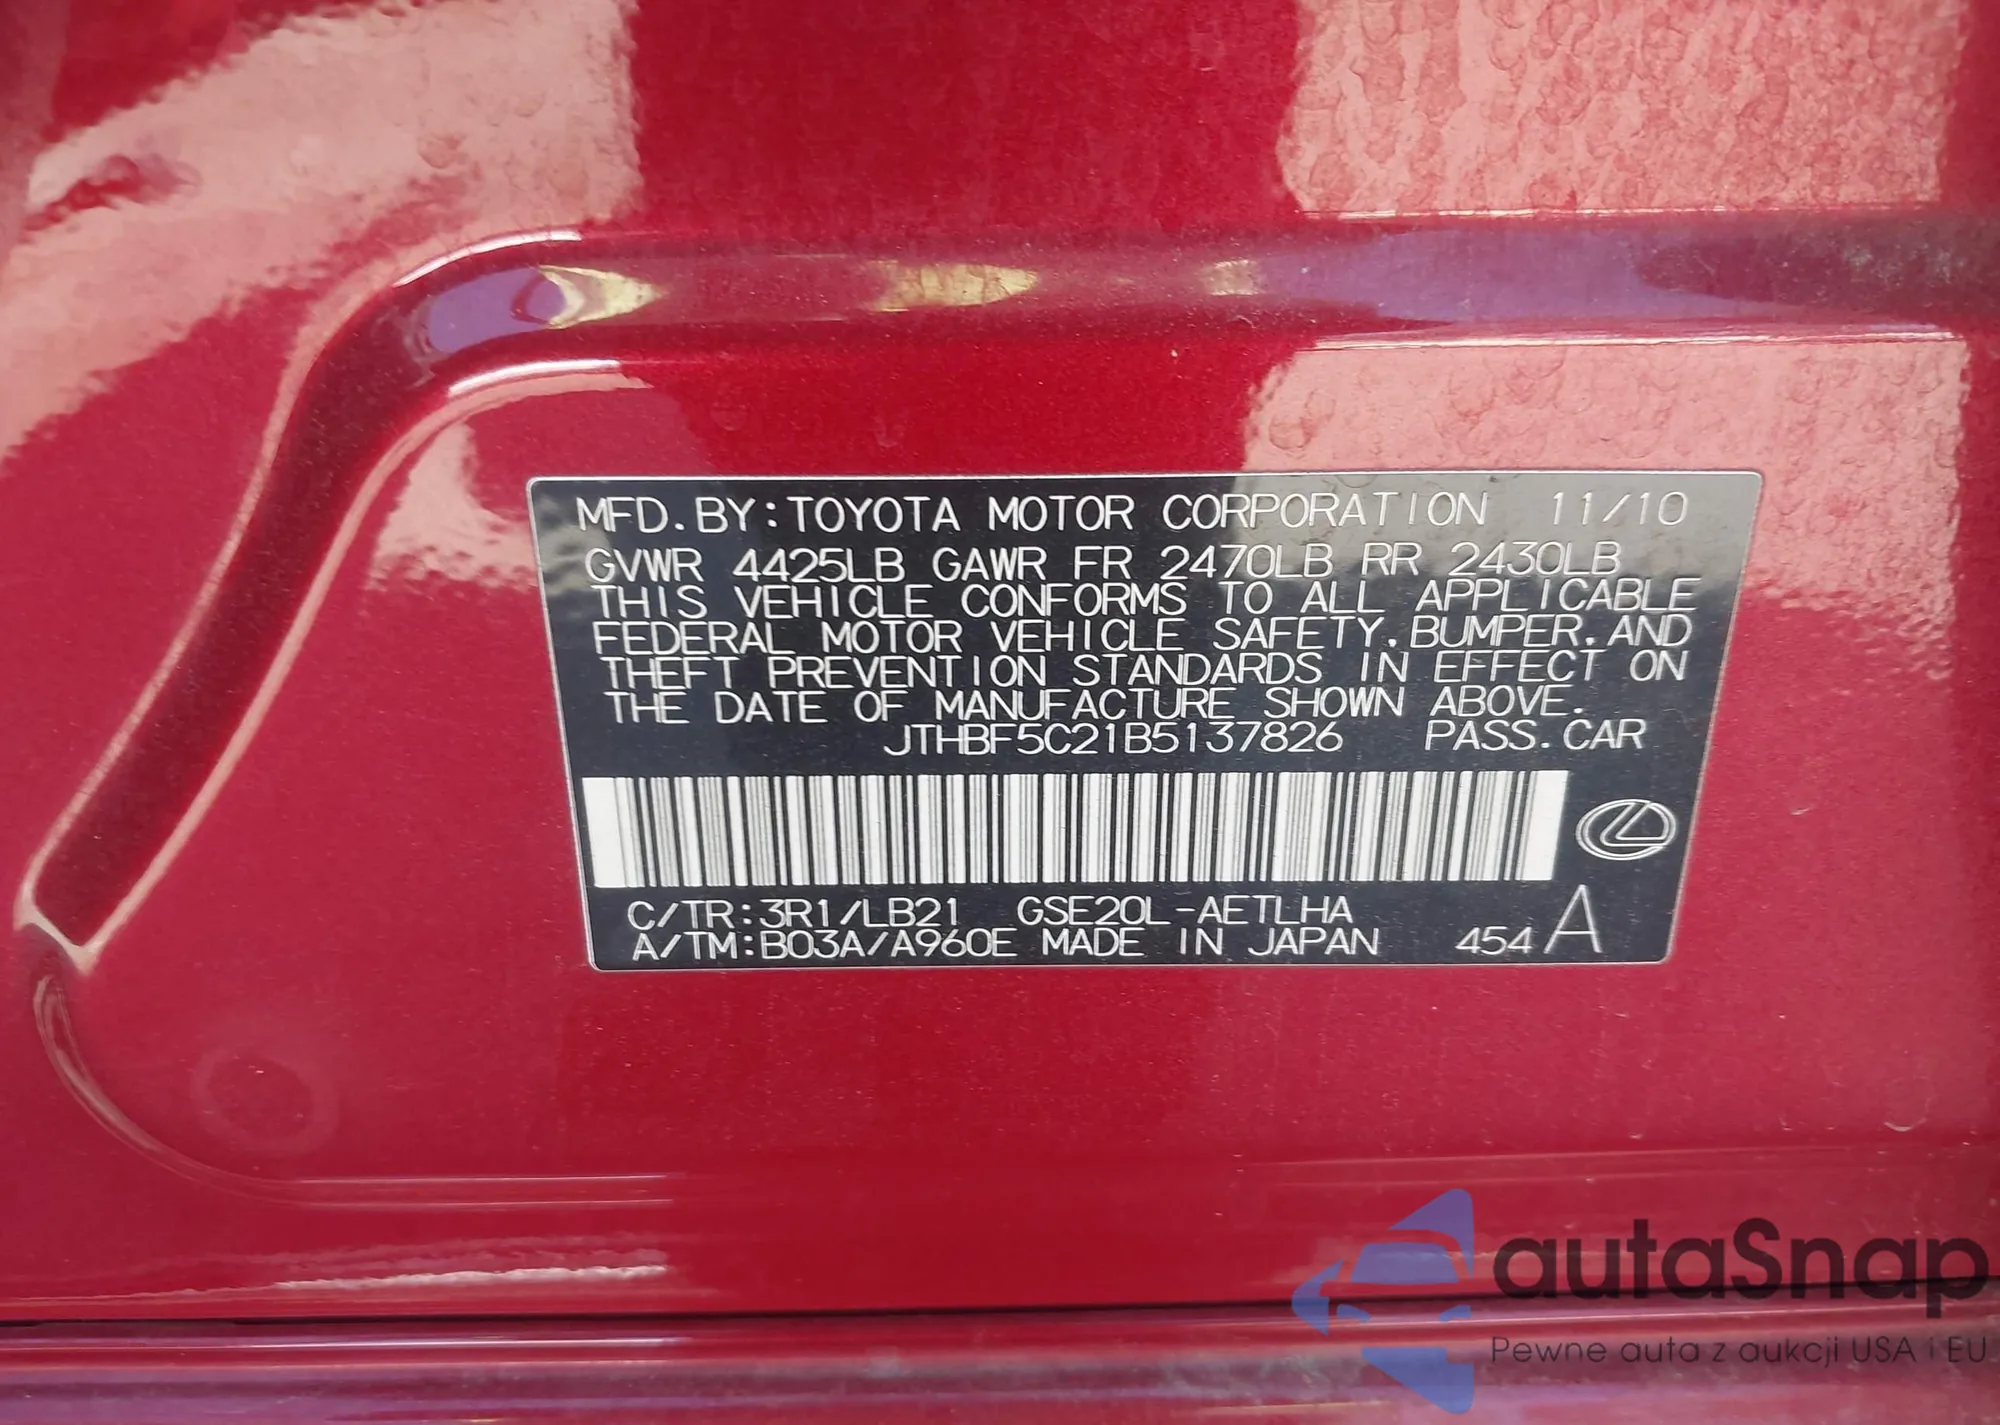 MFD. BY: TOYOTA MOTOR CORPORATION 11/10
GVWR 4425LB GAWR FR 2470LB RR 2430LB
THIS VEHICLE CONFORMS TO ALL APPLICABLE
FEDERAL MOTOR VEHICLE SAFETY, BUMPER, AND
THEFT PREVENTION STANDARDS IN EFFECT ON
THE DATE OF MANUFACTURE SHOWN ABOVE.
JTHBF5C21B5137826 PASS. CAR
C/TR: 3R1/LB21 GSE20L-AETLHA
A/TM: B03A/A960E MADE IN JAPAN 454 A
autaSnap
Pewne auta z aukcji USA i EU